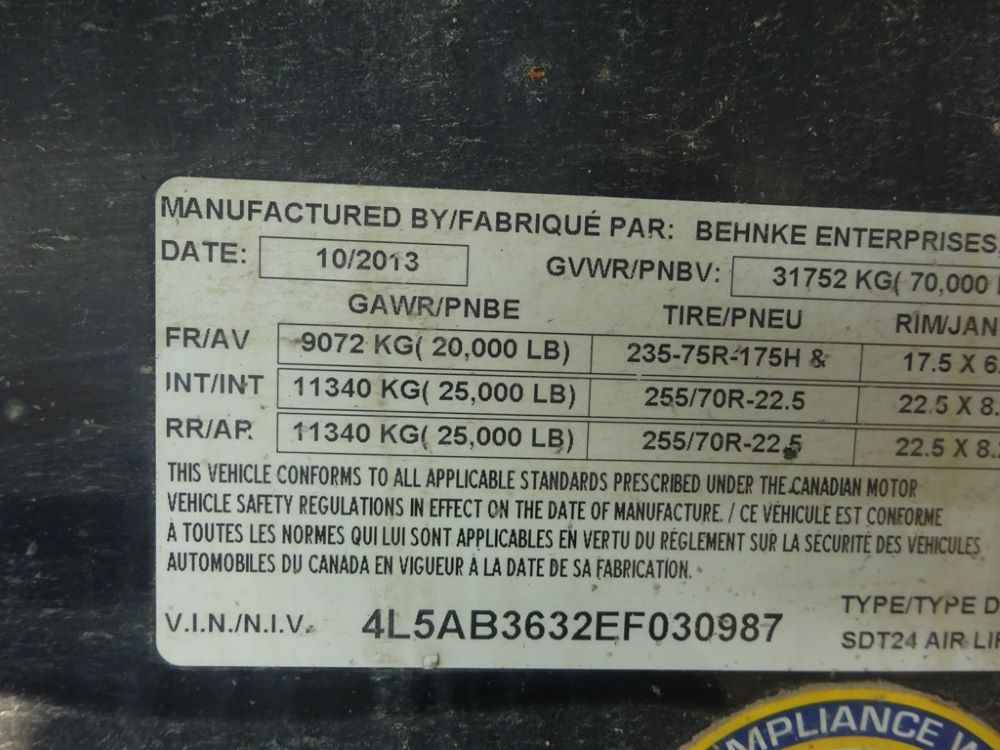 MANUFACTURED BY/FABRIQUÉ PAR: BEHNKE ENTERPRISES,
DATE: 10/2013 GVWR/PNBV: 31752 KG( 70,000
GAWR/PNBE TIRE/PNEU RIM/JAN
FR/AV 9072 KG( 20,000 LB) 235-75R-175H & 17.5 X 6.
INT/INT 11340 KG( 25,000 LB) 255/70R-22.5 22.5 X 8.
RR/AR 11340 KG( 25,000 LB) 255/70R-22.5 22.5 X 8.
THIS VEHICLE CONFORMS TO ALL APPLICABLE STANDARDS PRESCRIBED UNDER THE CANADIAN MOTOR
VEHICLE SAFETY REGULATIONS IN EFFECT ON THE DATE OF MANUFACTURE. / CE VÉHICULE EST CONFORME
À TOUTES LES NORMES QUI LUI SONT APPLICABLES EN VERTU DU RÉGLEMENT SUR LA SÉCURITÉ DES VÉHICULES
AUTOMOBILES DU CANADA EN VIGUEUR À LA DATE DE SA FABRICATION.
TYPE/TYPE D
V.I.N./N.I.V. 4L5AB3632EF030987 SDT24 AIR LIF
MPLIANCE W